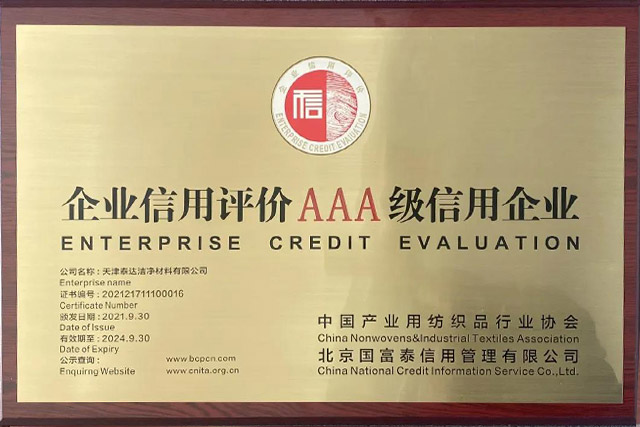 企业信用评价
信
ENTERPRISE CREDIT EVALUATION
企业信用评价AAA级信用企业
ENTERPRISE CREDIT EVALUATION
公司名称：天津泰达洁净材料有限公司
Enterprise name
证书编号：202121711100016
Certificate Number
颁发日期：2021.9.30
Date of Issue
有效期至：2024.9.30
Date of Expiry
公示查询：
www.bcpcn.com
Enquirng Website
www.cnita.org.cn
中国产业用纺织品行业协会
China Nonwovens&Industrial Textiles Association
北京国富泰信用管理有限公司
China National Credit Information Service Co.,Ltd.